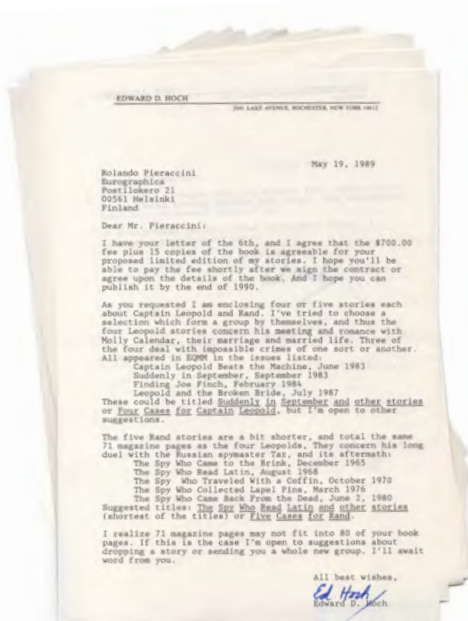 EDWARD D. HOCH
2941 LAKE AVENUE, ROCHESTER, NEW YORK 14612
May 19, 1989
Rolando Pieraccini
Eurographica
Postilokero 21
00561 Helsinki
Finland
Dear Mr. Pieraccini:
I have your letter of the 6th, and I agree that the $700.00
fee plus 15 copies of the book is agreeable for your
proposed limited edition of my stories. I hope you'll be
able to pay the fee shortly after we sign the contract or
agree upon the details of the book. And I hope you can
publish it by the end of 1990.
As you requested I am enclosing four or five stories each
about Captain Leopold and Rand. I've tried to choose a
selection which form a group by themselves, and thus the
four Leopold stories concern his meeting and romance with
Molly Calendar, their marriage and married life. Three of
the four deal with impossible crimes of one sort or another.
All appeared in EQMM in the issues listed:
Captain Leopold Beats the Machine, June 1983
Suddenly in September, September 1983
Finding Joe Finch, February 1984
Leopold and the Broken Bride, July 1987
These could be titled Suddenly in September and other stories
or Four Cases for Captain Leopold, but I'm open to other
suggestions.
The five Rand stories are a bit shorter, and total the same
71 magazine pages as the four Leopolds. They concern his long
duel with the Russian spymaster Taz, and its aftermath:
The Spy Who Came to the Brink, December 1965
The Spy Who Read Latin, August 1968
The Spy Who Traveled With a Coffin, October 1970
The Spy Who Collected Lapel Pins, March 1976
The Spy Who Came Back From the Dead, June 2, 1980
Suggested titles: The Spy Who Read Latin and other stories
(shortest of the titles) or Five Cases for Rand.
I realize 71 magazine pages may not fit into 80 of your book
pages. If this is the case I'm open to suggestions about
dropping a story or sending you a whole new group. I'll await
word from you.
All best wishes,
Ed Hoch
Edward D. Hoch